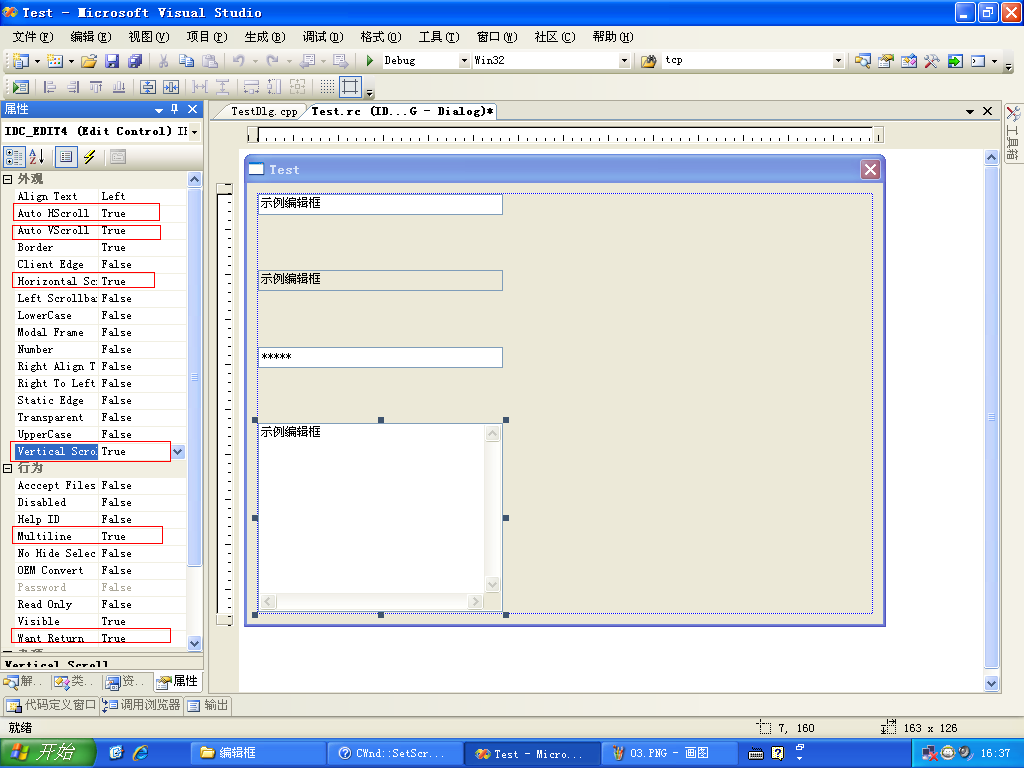 Test - Microsoft Visual Studio
文件(F) 编辑(E) 视图(V) 项目(P) 生成(B) 调试(D) 格式(O) 工具(T) 窗口(W) 社区(C) 帮助(H)
Debug Win32 tcp
属性
TestDlg.cpp Test.rc (ID...G - Dialog)*
IDC_EDIT4 (Edit Control) IE
工具箱
外观
Align Text Left
Auto HScroll True
Auto VScroll True
Border True
Client Edge False
Horizontal Sc: True
Left Scrollba: False
LowerCase False
Modal Frame False
Number False
Right Align T False
Right To Left False
Static Edge False
Transparent False
UpperCase False
Vertical Scro: True
行为
Acccept Files False
Disabled False
Help ID False
Multiline True
No Hide Selec False
OEM Convert False
Password False
Read Only False
Visible True
Want Return True
Vertical Scroll
Test
示例编辑框
示例编辑框
*****
示例编辑框
解.. 类.. 资.. 属性
代码定义窗口 调用浏览器 输出
就绪 7, 160 163 x 126
开始 编辑框 CWnd::SetScr... Test - Micro... 03.PNG - 画图 16:37